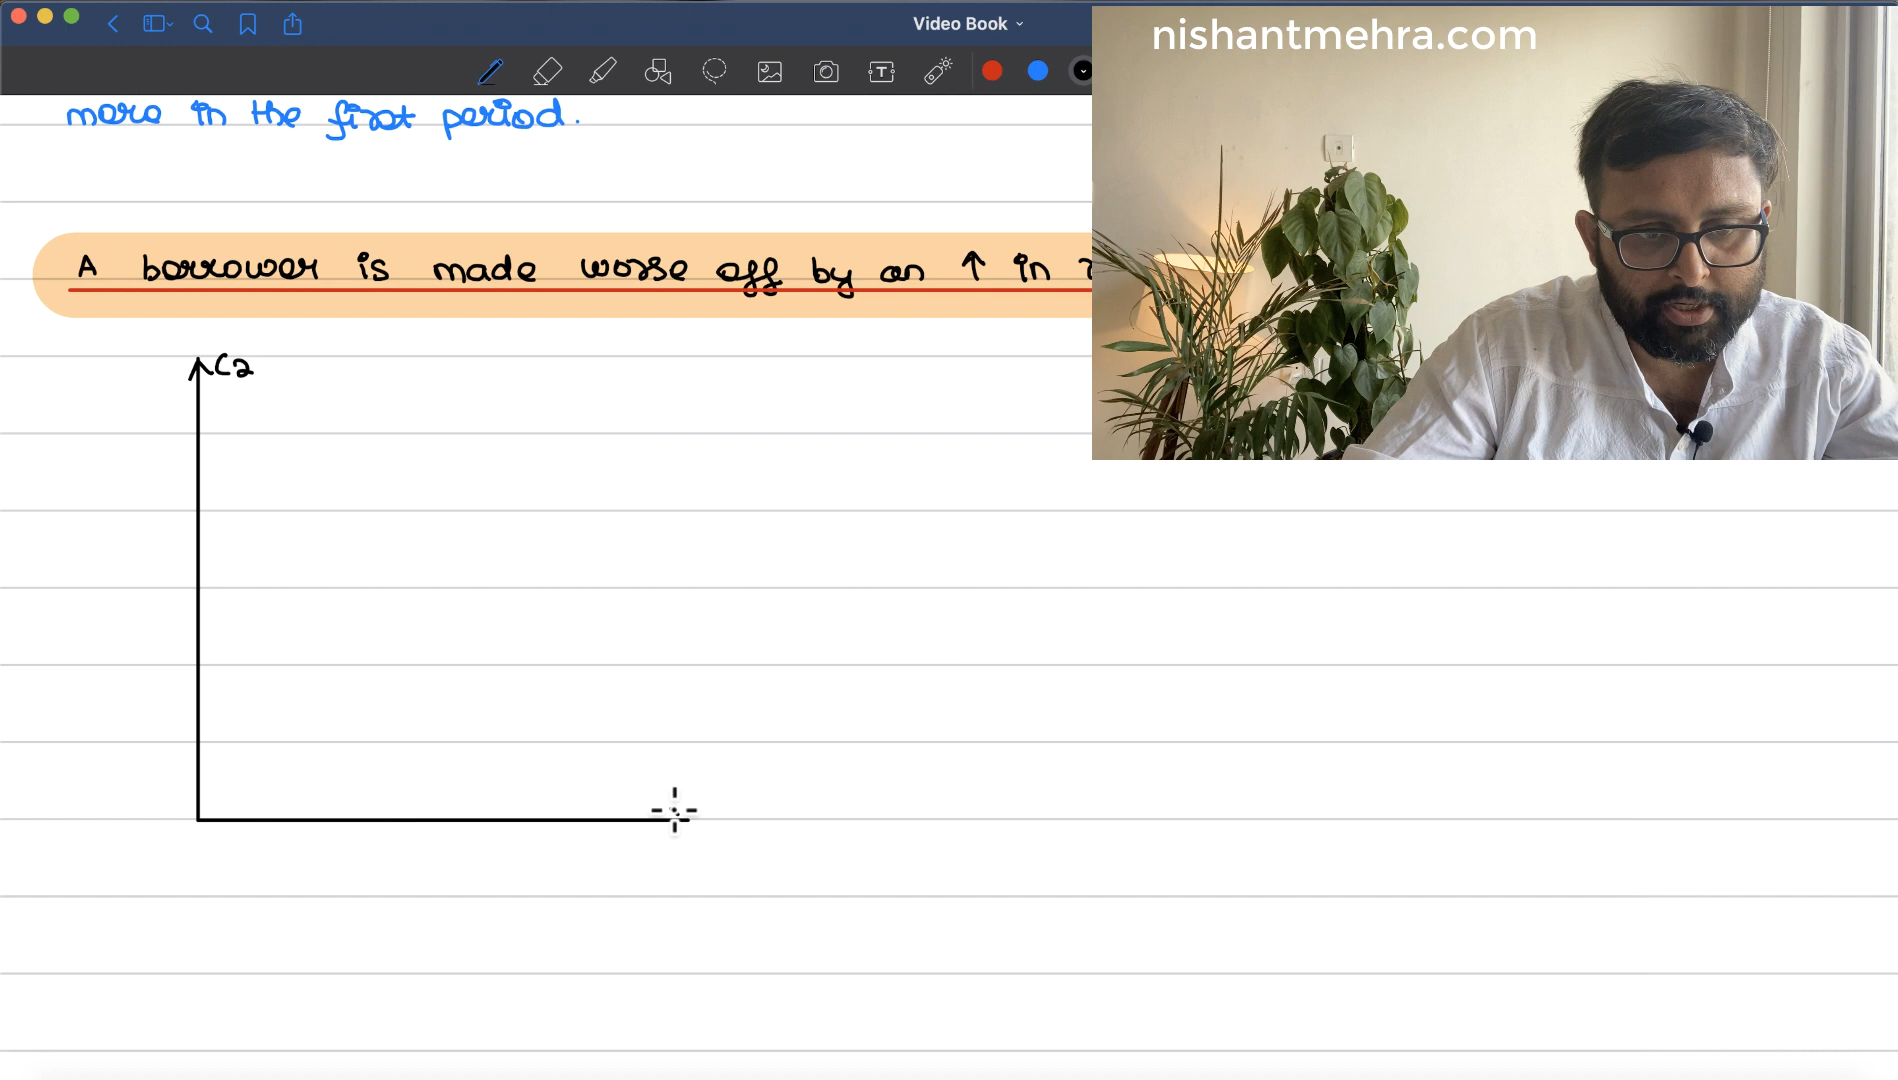 Video Book
nishantmehra.com
more in the first period.
A borrower is made worse off by an ↑ in
C2